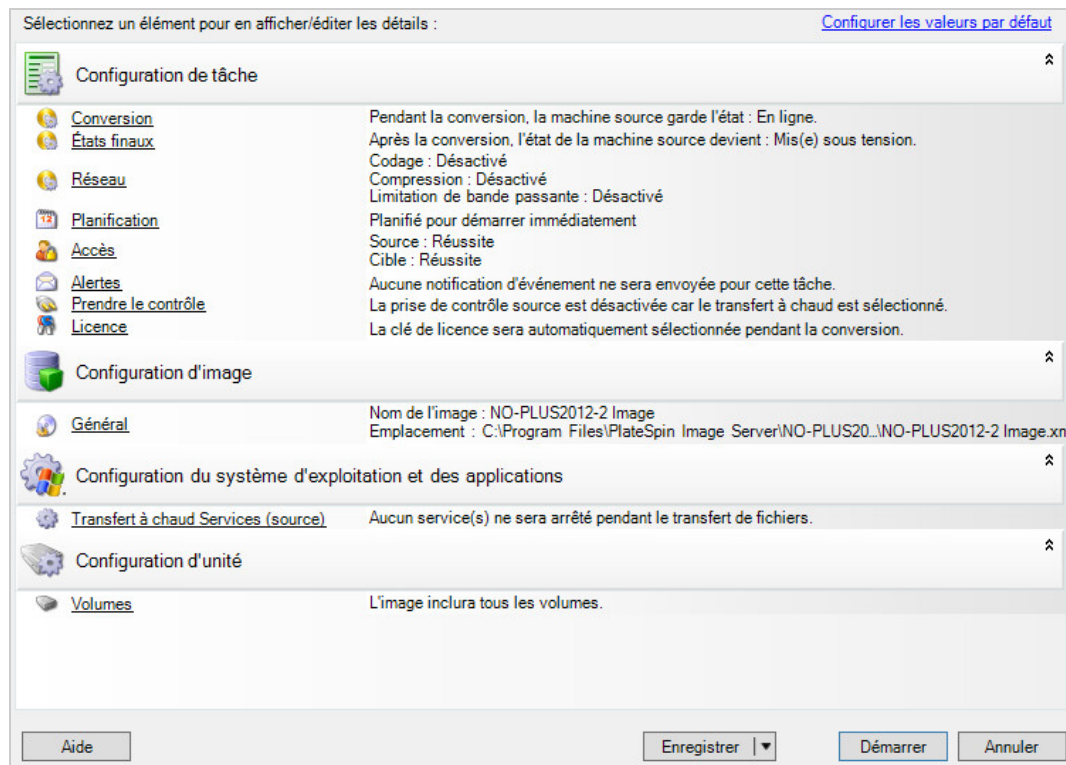 Sélectionnez un élément pour en afficher/éditer les détails :
Configurer les valeurs par défaut
Configuration de tâche
Conversion
Pendant la conversion, la machine source garde l'état : En ligne.
États finaux
Après la conversion, l'état de la machine source devient : Mis(e) sous tension.
Réseau
Codage : Désactivé
Compression : Désactivé
Limitation de bande passante : Désactivé
Planification
Planifié pour démarrer immédiatement
Accès
Source : Réussite
Cible : Réussite
Alertes
Aucune notification d'événement ne sera envoyée pour cette tâche.
Prendre le contrôle
La prise de contrôle source est désactivée car le transfert à chaud est sélectionné.
Licence
La clé de licence sera automatiquement sélectionnée pendant la conversion.
Configuration d'image
Général
Nom de l'image : NO-PLUS2012-2 Image
Emplacement : C:\Program Files\PlateSpin Image Server\NO-PLUS20...\NO-PLUS2012-2 Image.xm
Configuration du système d'exploitation et des applications
Transfert à chaud Services (source)
Aucun service(s) ne sera arrêté pendant le transfert de fichiers.
Configuration d'unité
Volumes
L'image inclura tous les volumes.
Aide
Enregistrer
Démarrer
Annuler